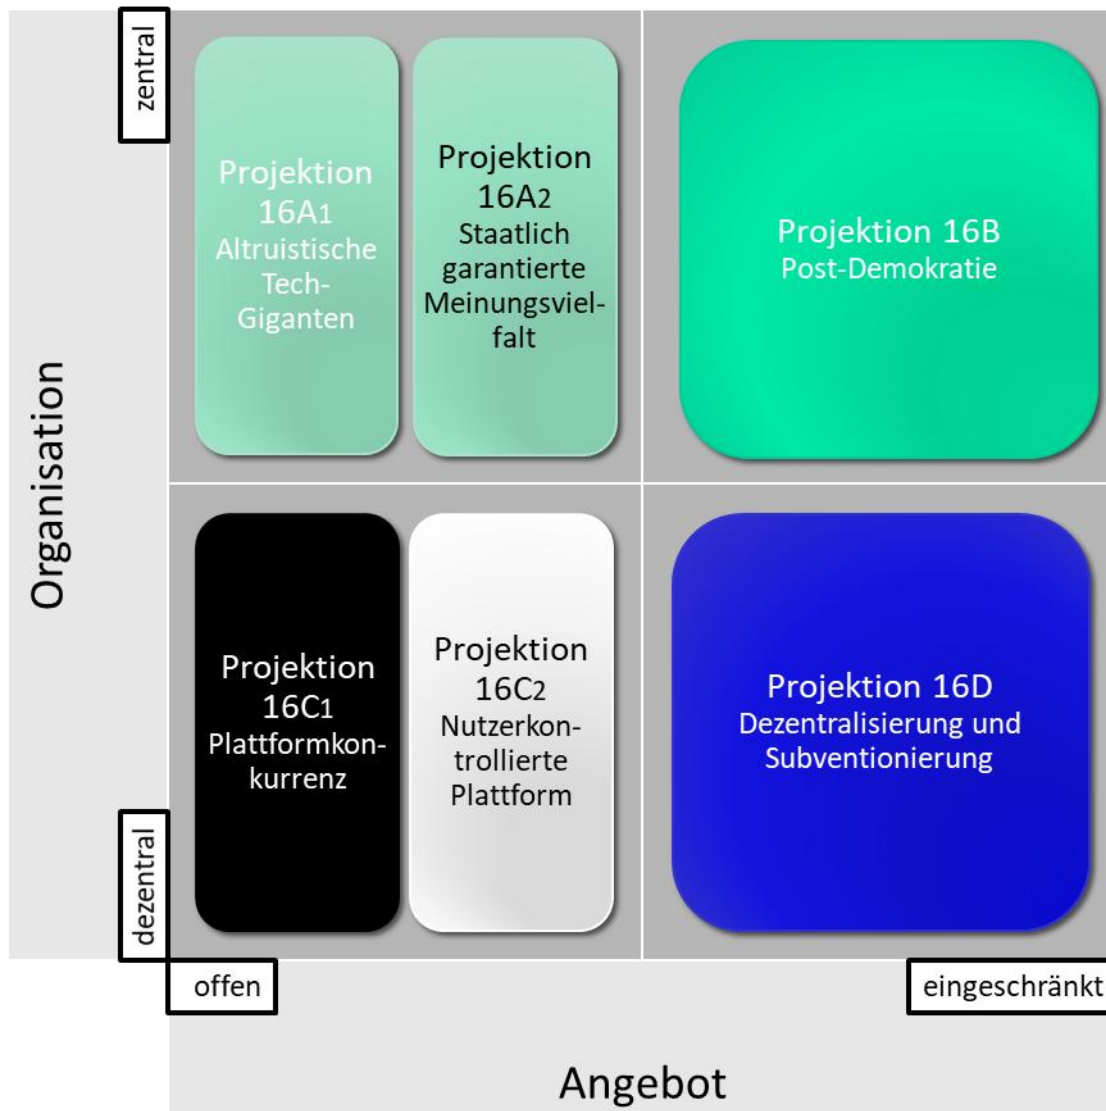 zentral
Projektion
16A1
Altruistische
Tech-
Giganten
Projektion
16A2
Staatlich
garantierte
Meinungsviel-
falt
Projektion 16B
Post-Demokratie
Organisation
Projektion
16C1
Plattformkon-
kurrenz
Projektion
16C2
Nutzerkon-
trollierte
Plattform
Projektion 16D
Dezentralisierung und
Subventionierung
dezentral
offen
eingeschränkt
Angebot